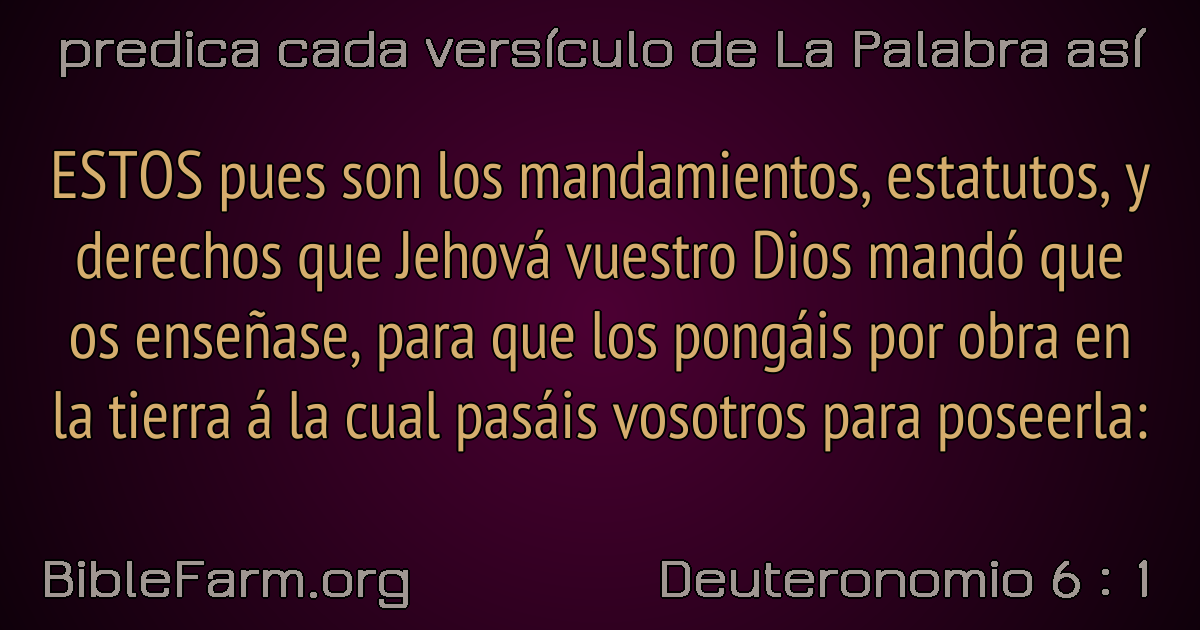 predica cada versículo de La Palabra así
ESTOS pues son los mandamientos, estatutos, y
derechos que Jehová vuestro Dios mandó que
os enseñase, para que los pongáis por obra en
la tierra á la cual pasáis vosotros para poseerla:
BibleFarm.org
Deuteronomio 6 : 1